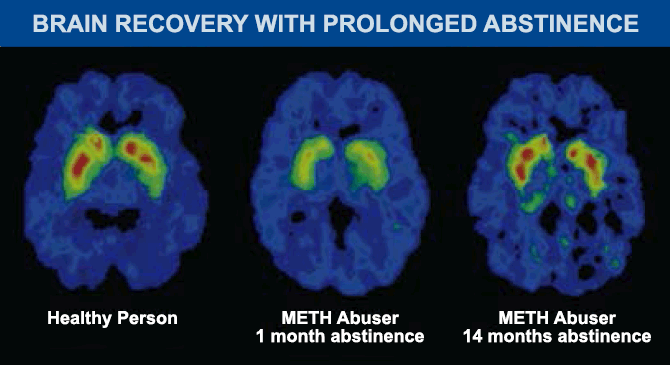 BRAIN RECOVERY WITH PROLONGED ABSTINENCE
Healthy Person
METH Abuser
1 month abstinence
METH Abuser
14 months abstinence